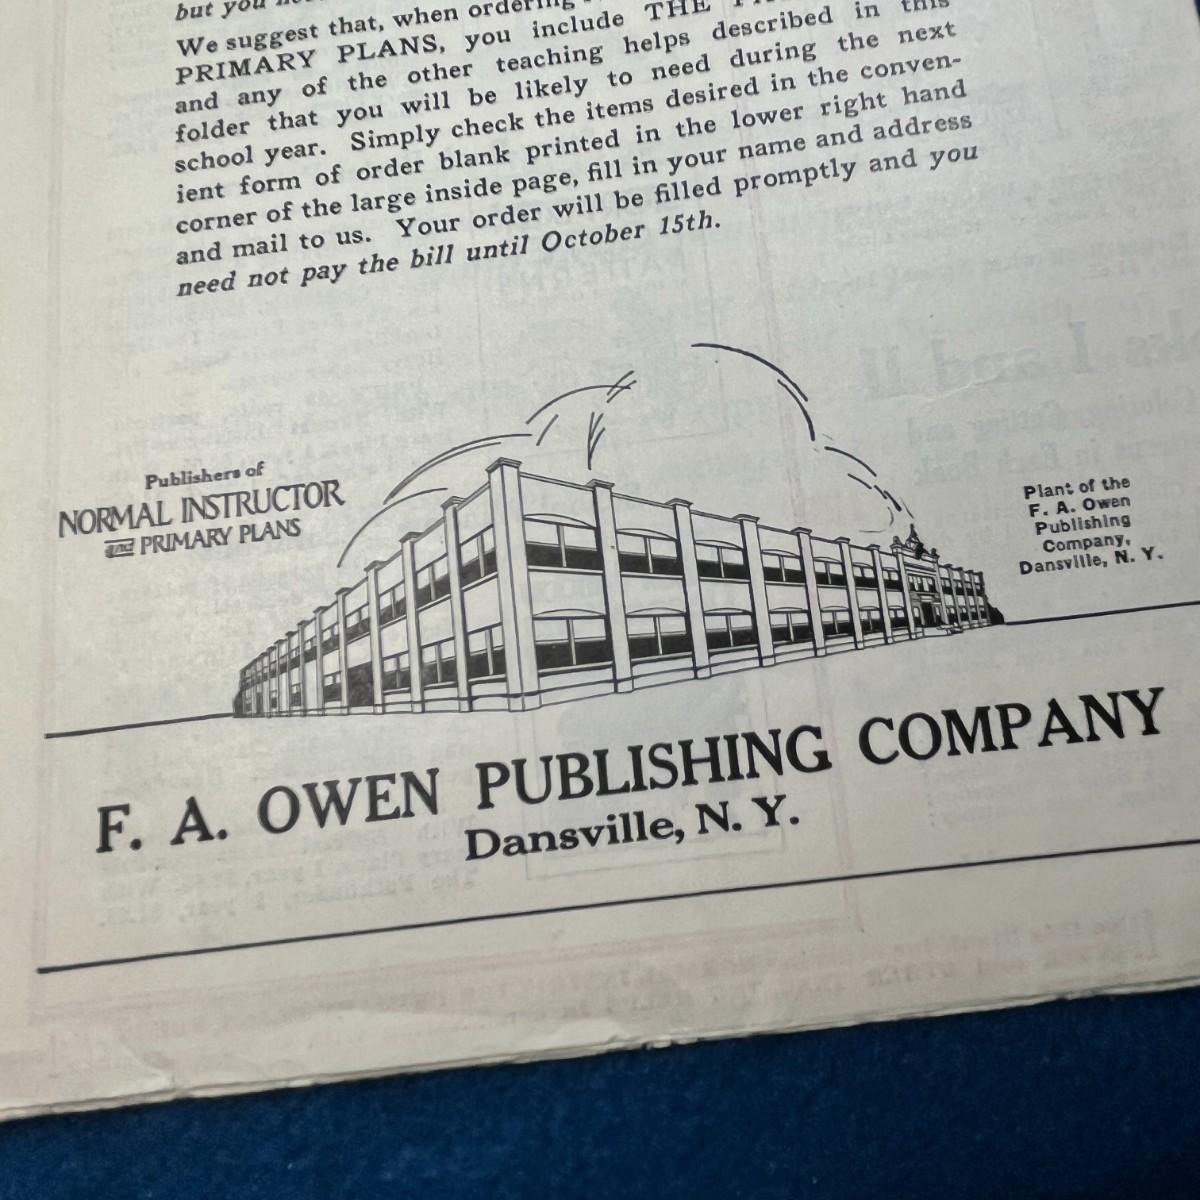 but you
We suggest that, when ordering
PRIMARY PLANS, you include THE
and any of the other teaching helps described in this
folder that you will be likely to need during the next
school year. Simply check the items desired in the conven-
ient form of order blank printed in the lower right hand
corner of the large inside page, fill in your name and address
and mail to us. Your order will be filled promptly and you
need not pay the bill until October 15th.
Publishers of
NORMAL INSTRUCTOR
and PRIMARY PLANS
Plant of the
F. A. Owen
Publishing
Company,
Dansville, N. Y.
F. A. OWEN PUBLISHING COMPANY
Dansville, N. Y.